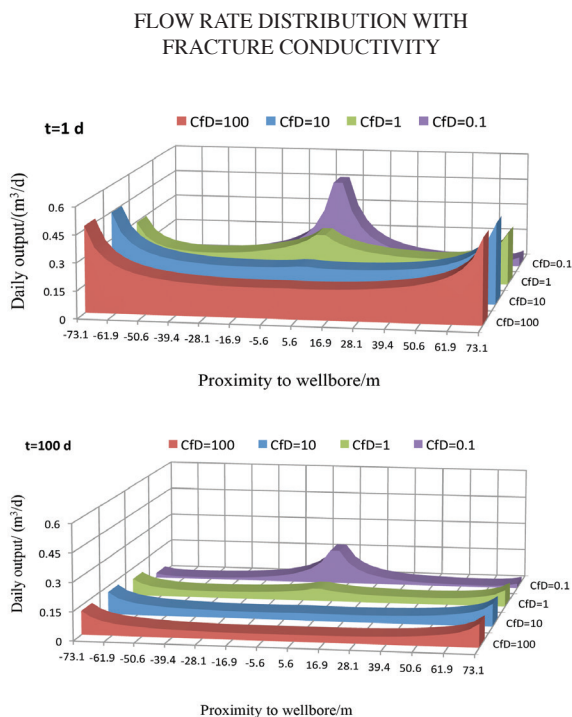 FLOW RATE DISTRIBUTION WITH
FRACTURE CONDUCTIVITY
t=1 d
CfD=100 CfD=10 CfD=1 CfD=0.1
Daily output/(m³/d)
0.6
0.45
0.3
0.15
0
CfD=0.1
CfD=1
CfD=10
CfD=100
-73.1 -61.9 -50.6 -39.4 -28.1 -16.9 -5.6 5.6 16.9 28.1 39.4 50.6 61.9 73.1
Proximity to wellbore/m
t=100 d
CfD=100 CfD=10 CfD=1 CfD=0.1
Daily output/ (m³/d)
0.6
0.45
0.3
0.15
0
CfD=0.1
CfD=1
CfD=10
CfD=100
-73.1 -61.9 -50.6 -39.4 -28.1 -16.9 -5.6 5.6 16.9 28.1 39.4 50.6 61.9 73.1
Proximity to wellbore/m